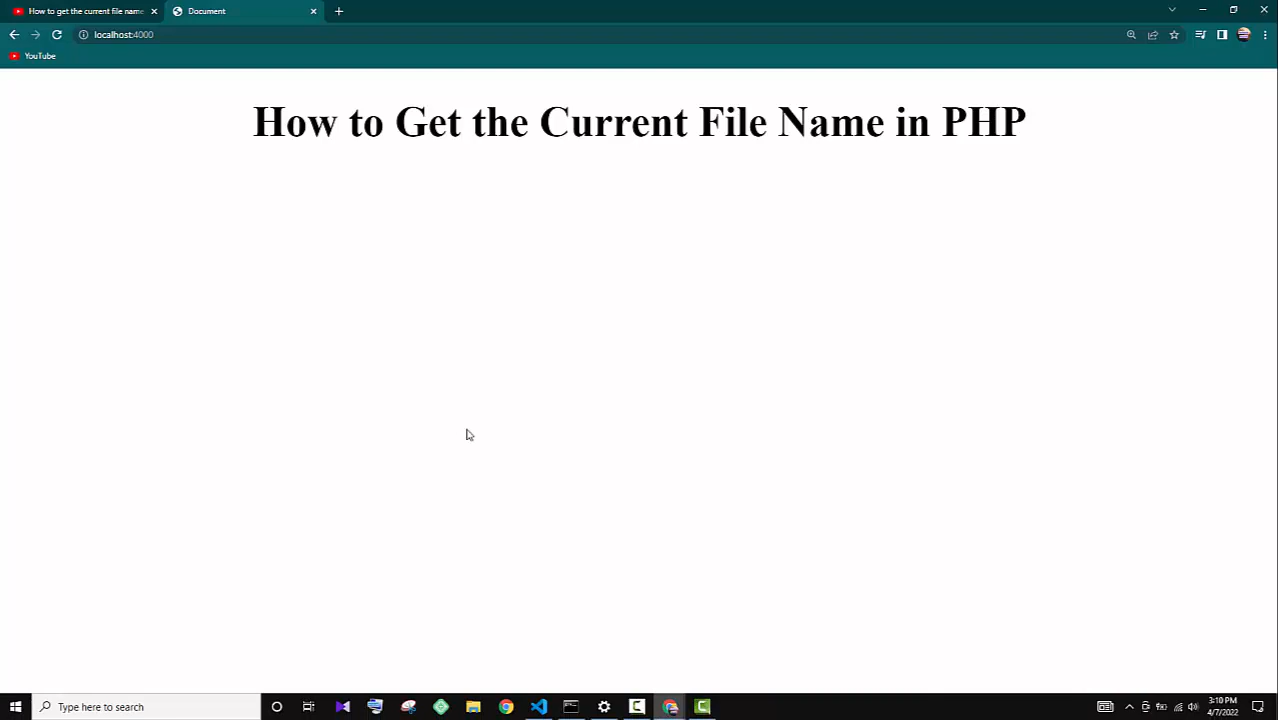 How to get the current file name
Document
localhost:4000
YouTube
How to Get the Current File Name in PHP
Type here to search
3:10 PM
4/7/2022